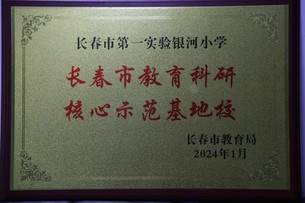 长春市第一实验银河小学
长春市教育科研
核心示范基地校
长春市教育局
2024年1月